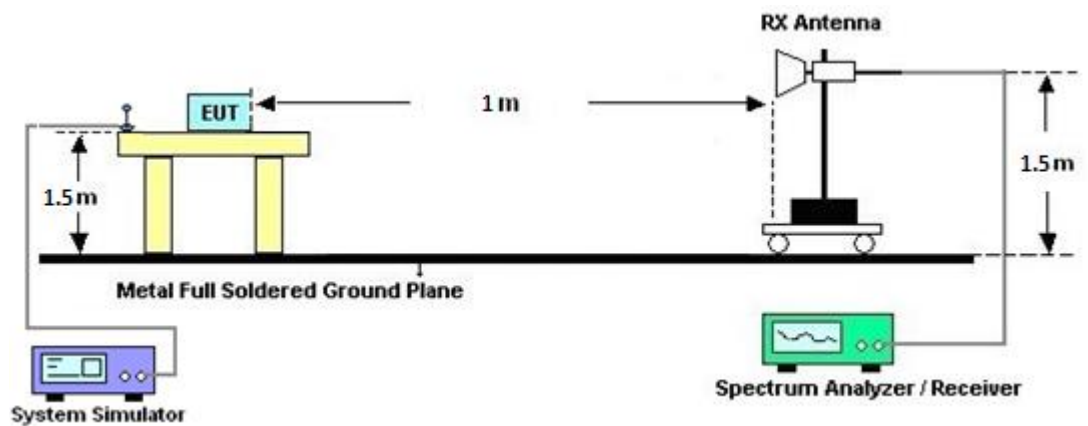 RX Antenna
EUT
1 m
1.5 m
1.5 m
Metal Full Soldered Ground Plane
System Simulator
Spectrum Analyzer / Receiver